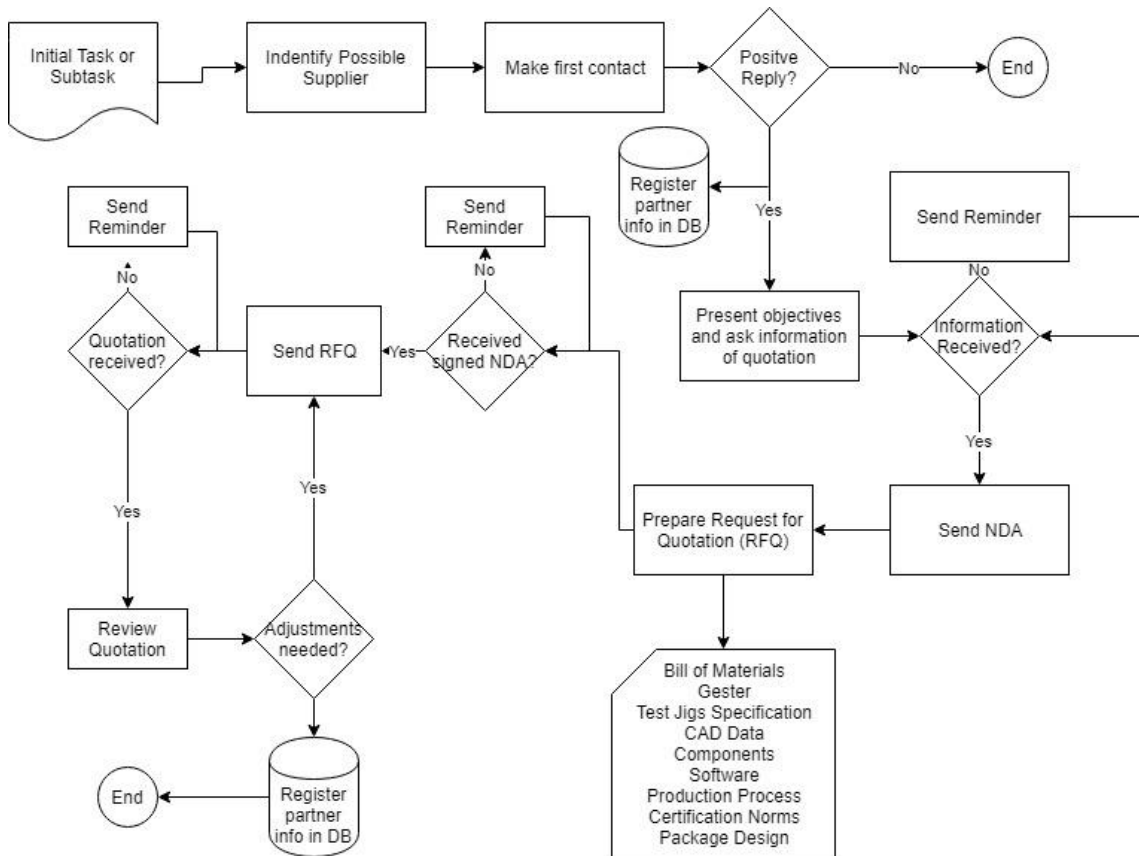 Initial Task or
Subtask
Indentify Possible
Supplier
Make first contact
Positve
Reply?
No
End
Register
partner
info in DB
Yes
Send Reminder
No
Present objectives
and ask information
of quotation
Information
Received?
Yes
Send
Reminder
No
Quotation
received?
Send RFQ
Yes
Send
Reminder
No
Received
signed NDA?
Yes
Yes
Prepare Request for
Quotation (RFQ)
Send NDA
Review
Quotation
Adjustments
needed?
Register
partner
info in DB
End
Bill of Materials
Gester
Test Jigs Specification
CAD Data
Components
Software
Production Process
Certification Norms
Package Design